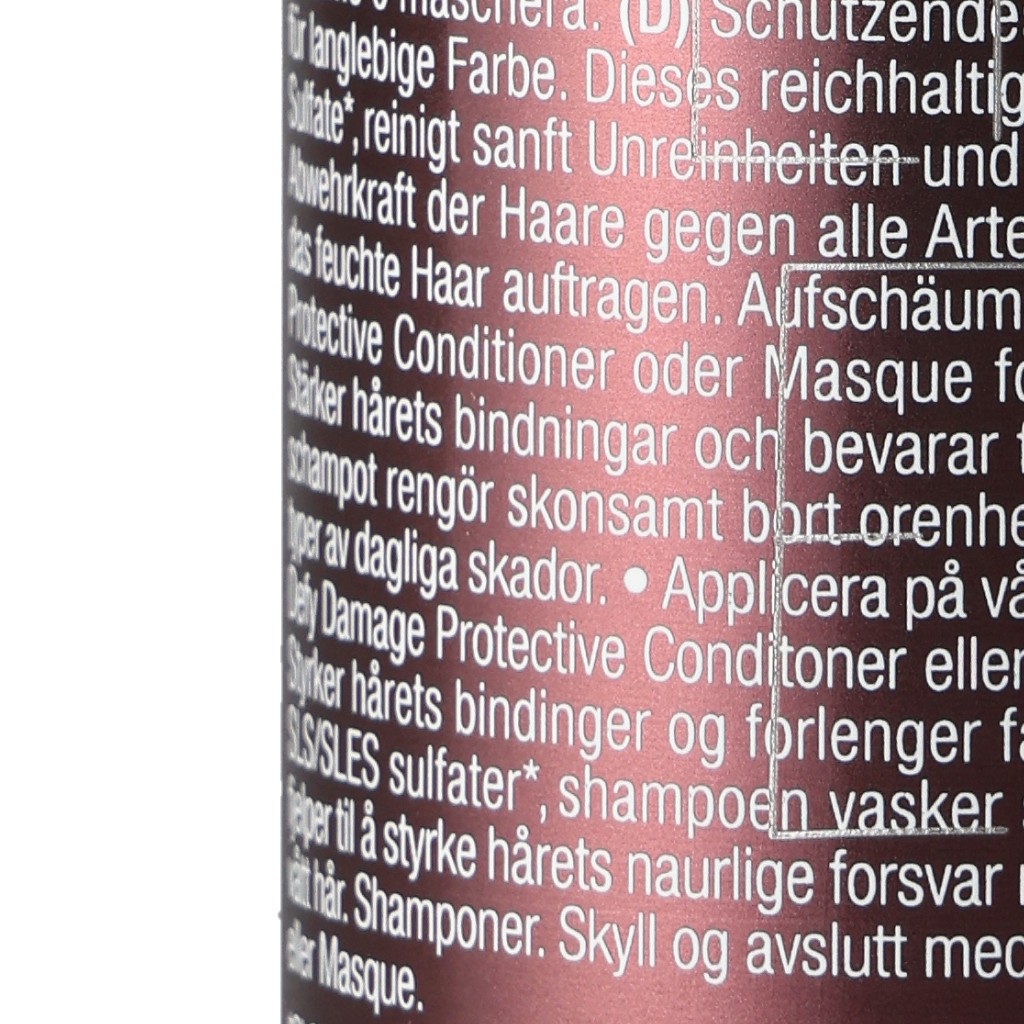 maschera. (D) Schützende
für langlebige Farbe. Dieses reichhaltig
Sulfate*, reinigt sanft Unreinheiten und
Abwehrkraft der Haare gegen alle Arte
das feuchte Haar auftragen. Aufschäum
Protective Conditioner oder Masque fo
Stärker hårets bindningar och bevarar f
schampot rengör skonsamt bort orenhe
typer av dagliga skador. • Applicera på vå
Defy Damage Protective Conditoner eller
Styrker hårets bindinger og forlenger fa
SLS/SLES sulfater*, shampoen vasker
hjelper til å styrke hårets naurlige forsvar
vått hår. Shamponer. Skyll og avslutt med
eller Masque.